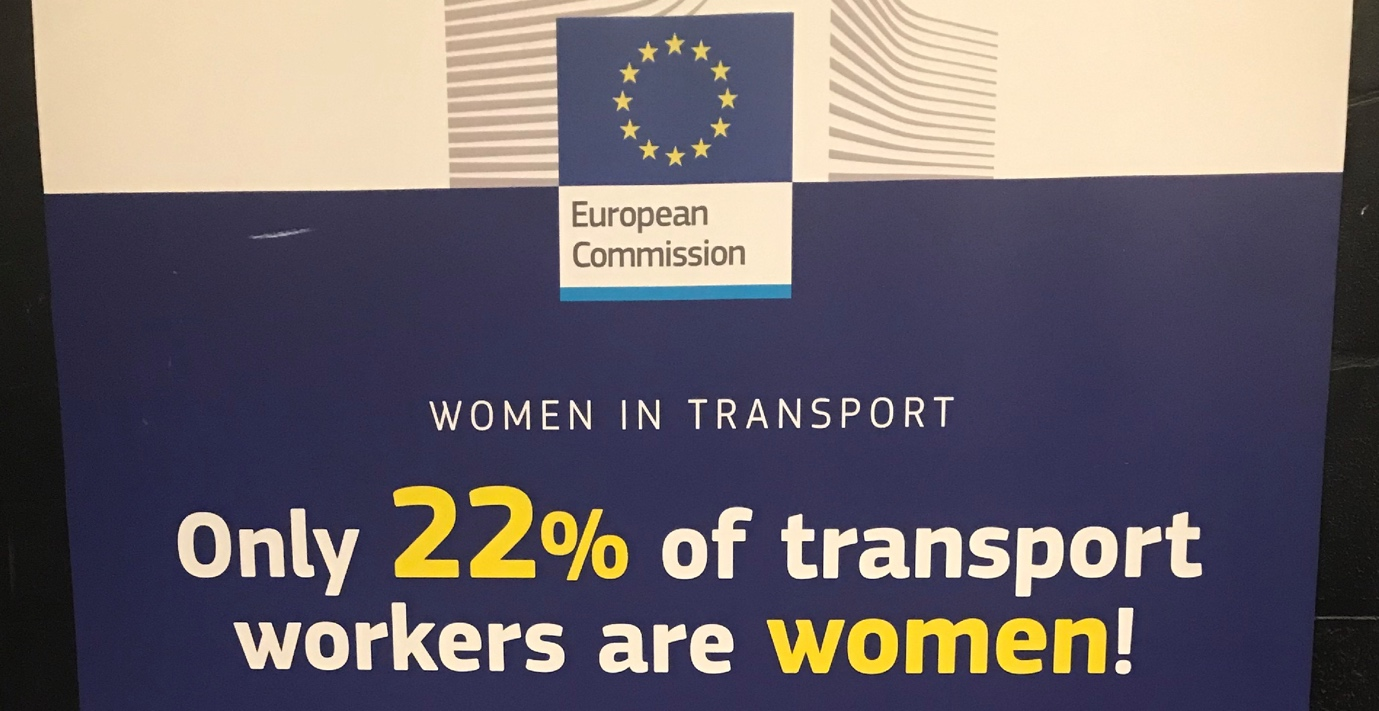 European
Commission
WOMEN IN TRANSPORT
Only 22% of transport
workers are women!